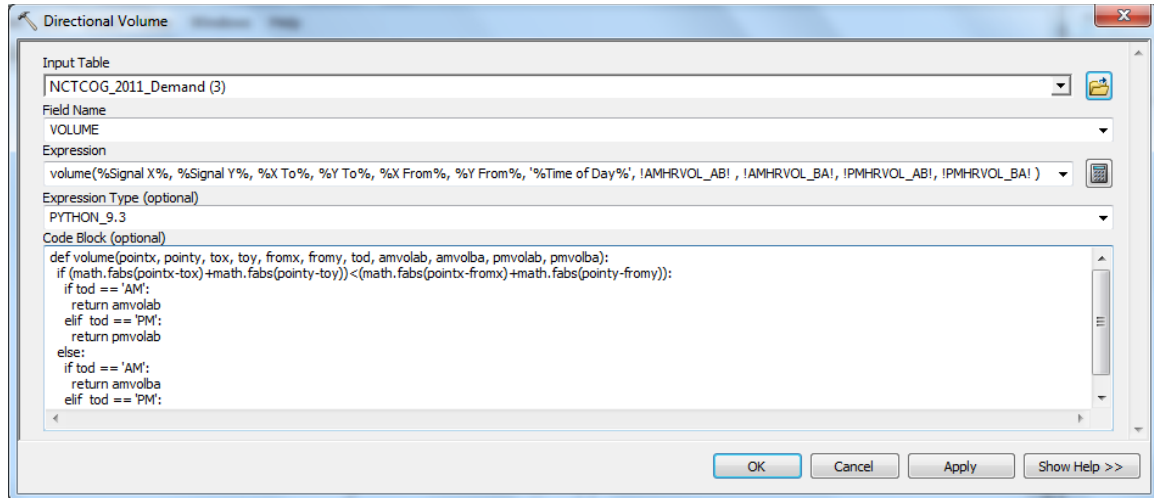 Directional Volume
Input Table
NCTCOG_2011_Demand (3)
Field Name
VOLUME
Expression
volume(%Signal X%, %Signal Y%, %X To%, %Y To%, %X From%, %Y From%, '%Time of Day%', !AMHRVOL_AB! , !AMHRVOL_BA!, !PMHRVOL_AB!, !PMHRVOL_BA! )
Expression Type (optional)
PYTHON_9.3
Code Block (optional)
def volume(pointx, pointy, tox, toy, fromx, fromy, tod, amvolab, amvolba, pmvolab, pmvolba):
if (math.fabs(pointx-tox)+math.fabs(pointy-toy))<(math.fabs(pointx-fromx)+math.fabs(pointy-fromy)):
if tod == 'AM':
return amvolab
elif tod == 'PM':
return pmvolab
else:
if tod == 'AM':
return amvolba
elif tod == 'PM':
OK Cancel Apply Show Help >>